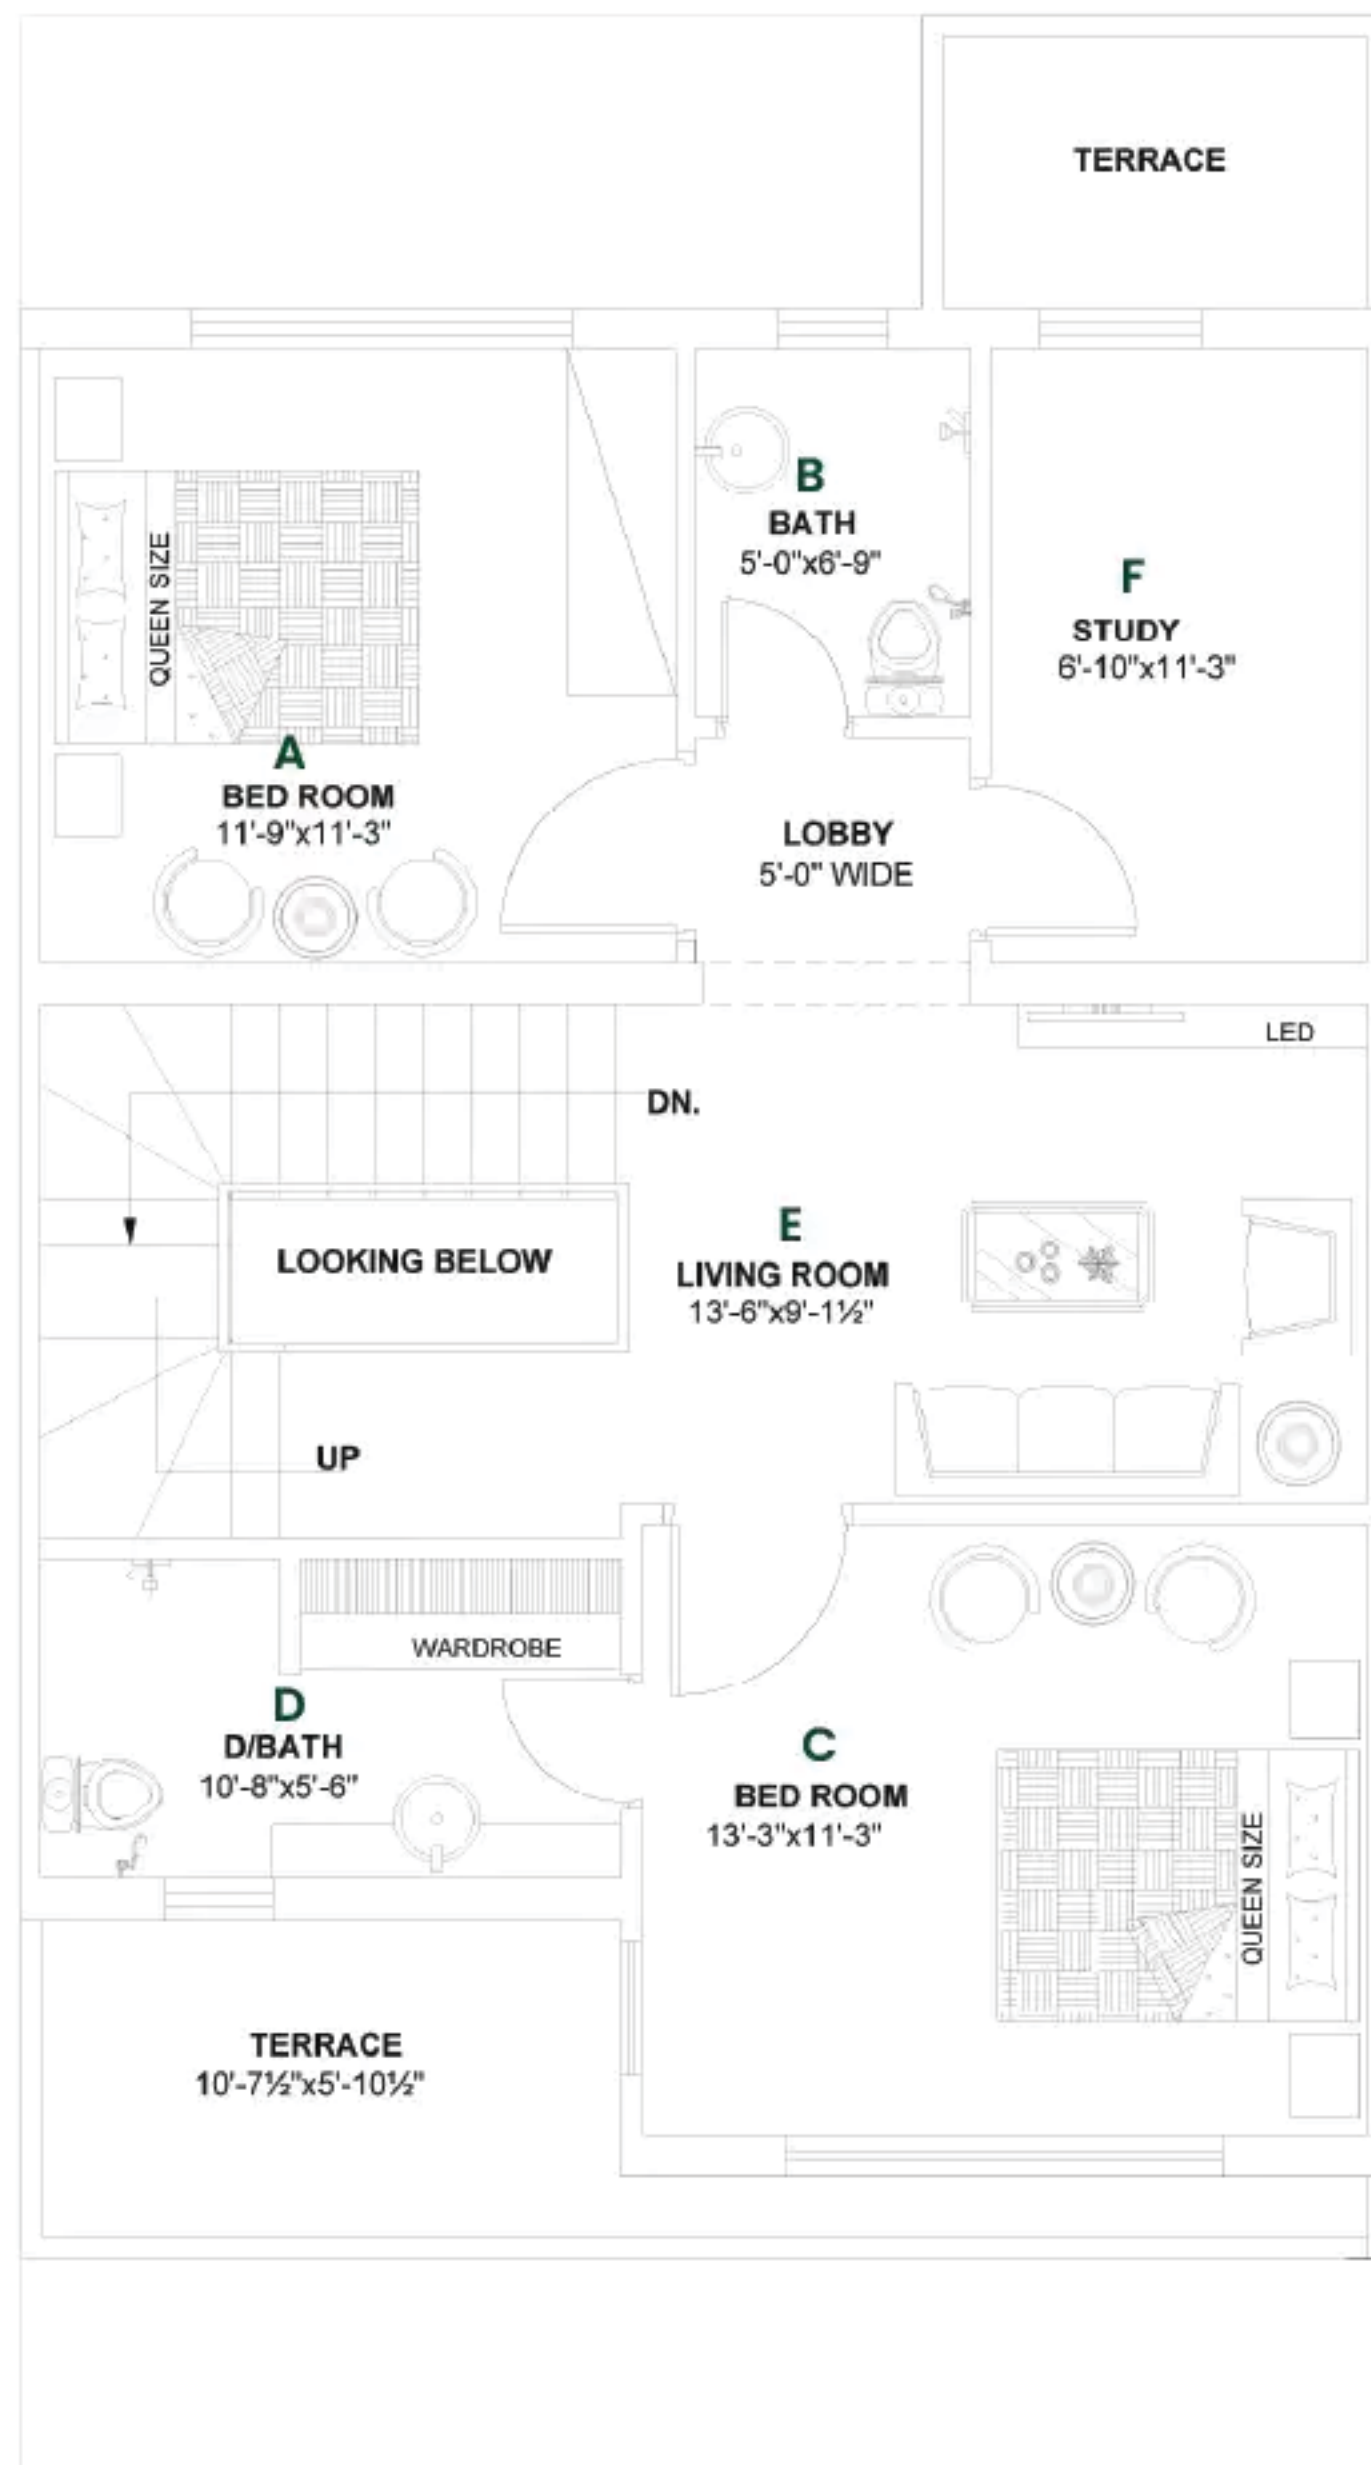 TERRACE
B
BATH
5'-0"x6'-9"
QUEEN SIZE
F
STUDY
6'-10"x11'-3"
A
BED ROOM
11'-9"x11'-3"
LOBBY
5'-0" WIDE
LED
DN.
LOOKING BELOW
E
LIVING ROOM
13'-6"x9'-1½"
UP
WARDROBE
D
D/BATH
10'-8"x5'-6"
C
BED ROOM
13'-3"x11'-3"
QUEEN SIZE
TERRACE
10'-7½"x5'-10½"